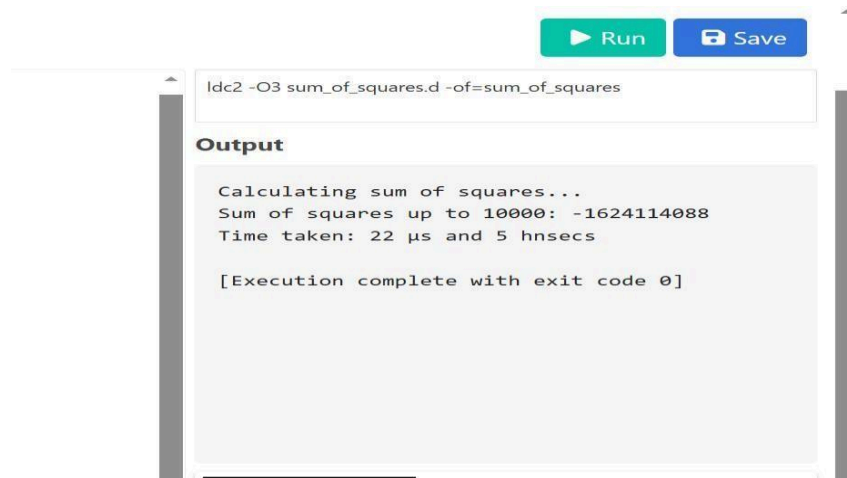 Run
Save
ldc2 -O3 sum_of_squares.d -of=sum_of_squares
Output
Calculating sum of squares...
Sum of squares up to 10000: -1624114088
Time taken: 22 μs and 5 hnsecs
[Execution complete with exit code 0]